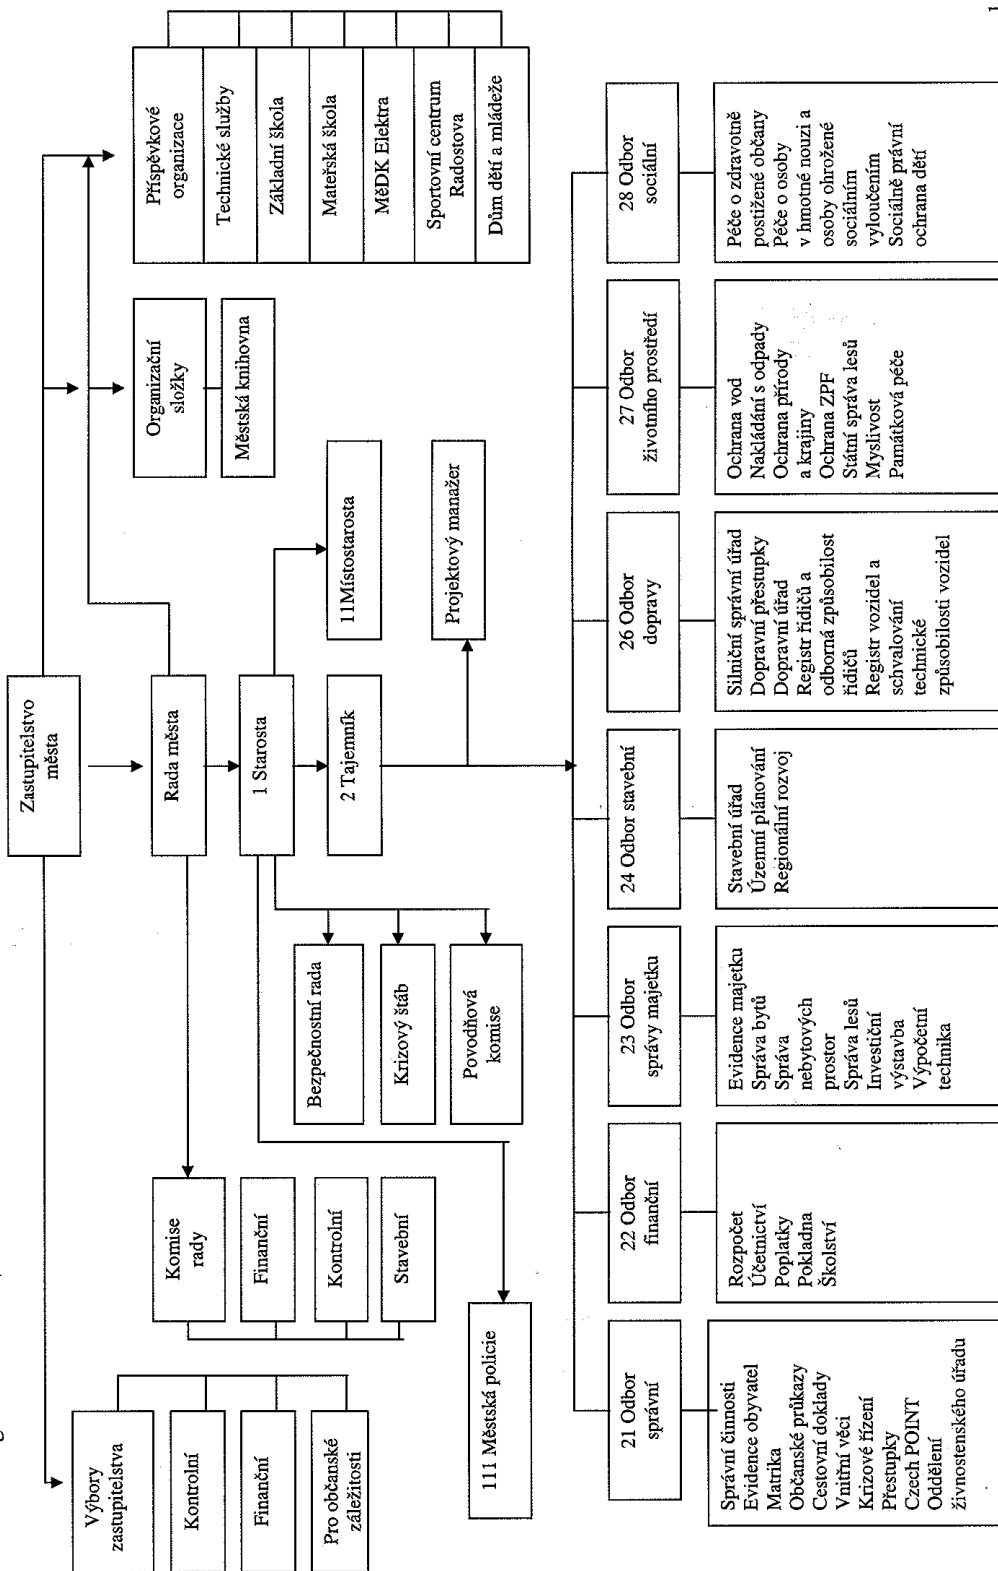 Zastupitelstvo
města
Výbory
zastupitelstva
Kontrolní
Finanční
Pro občanské
záležitosti
Rada města
Komise
rady
Finanční
Kontrolní
Stavební
1 Starosta
111 Městská policie
Bezpečnostní rada
Krizový štáb
Povodňová
komise
2 Tajemník
11Místostarosta
Projektový manažer
Organizační
složky
Městská knihovna
Příspěvkové
organizace
Technické služby
Základní škola
Mateřská škola
MěDK Elektra
Sportovní centrum
Radostova
Dům dětí a mládeže
21 Odbor
správní
Správní činnosti
Evidence obyvatel
Matrika
Občanské průkazy
Cestovní doklady
Vnitřní věci
Krizové řízení
Přestupky
Czech POINT
Oddělení
živnostenského úřadu
22 Odbor
finanční
Rozpočet
Účetnictví
Poplatky
Pokladna
Školství
23 Odbor
správy majetku
Evidence majetku
Správa bytů
Správa
nebytových
prostor
Správa lesů
Investiční
výstavba
Výpočetní
technika
24 Odbor stavební
Stavební úřad
Územní plánování
Regionální rozvoj
26 Odbor
dopravy
Silniční správní úřad
Dopravní přestupky
Dopravní úřad
Registr řidičů a
odborná způsobilost
řidičů
Registr vozidel a
schvalování
technické
způsobilosti vozidel
27 Odbor
životního prostředí
Ochrana vod
Nakládání s odpady
Ochrana přírody
a krajiny
Ochrana ZPF
Státní správa lesů
Myslivost
Památková péče
28 Odbor
sociální
Péče o zdravotně
postižené občany
Péče o osoby
v hmotné nouzi a
osoby ohrožené
sociálním
vyloučením
Sociálně právní
ochrana dětí
1